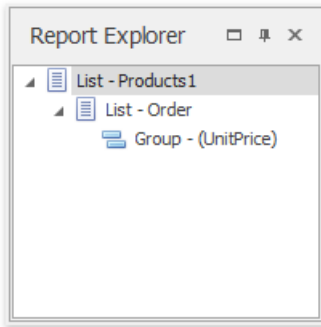 Report Explorer
List - Products1
List - Order
Group - (UnitPrice)